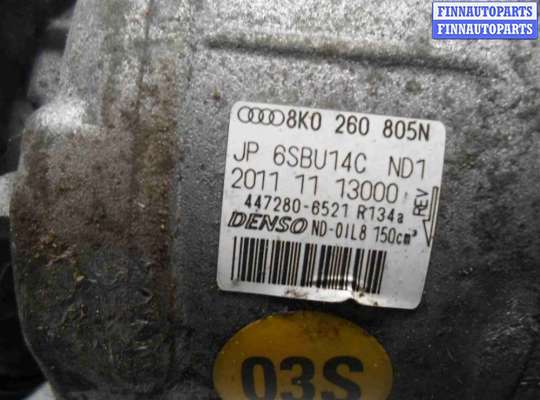 FINNAUTOPARTS
FINNAUTOPARTS
8K0 260 805N
JP 6SBU14C ND1
2011 11 13000
REV
447280-6521 R134a
DENSO ND-OIL8 150cm³
03S